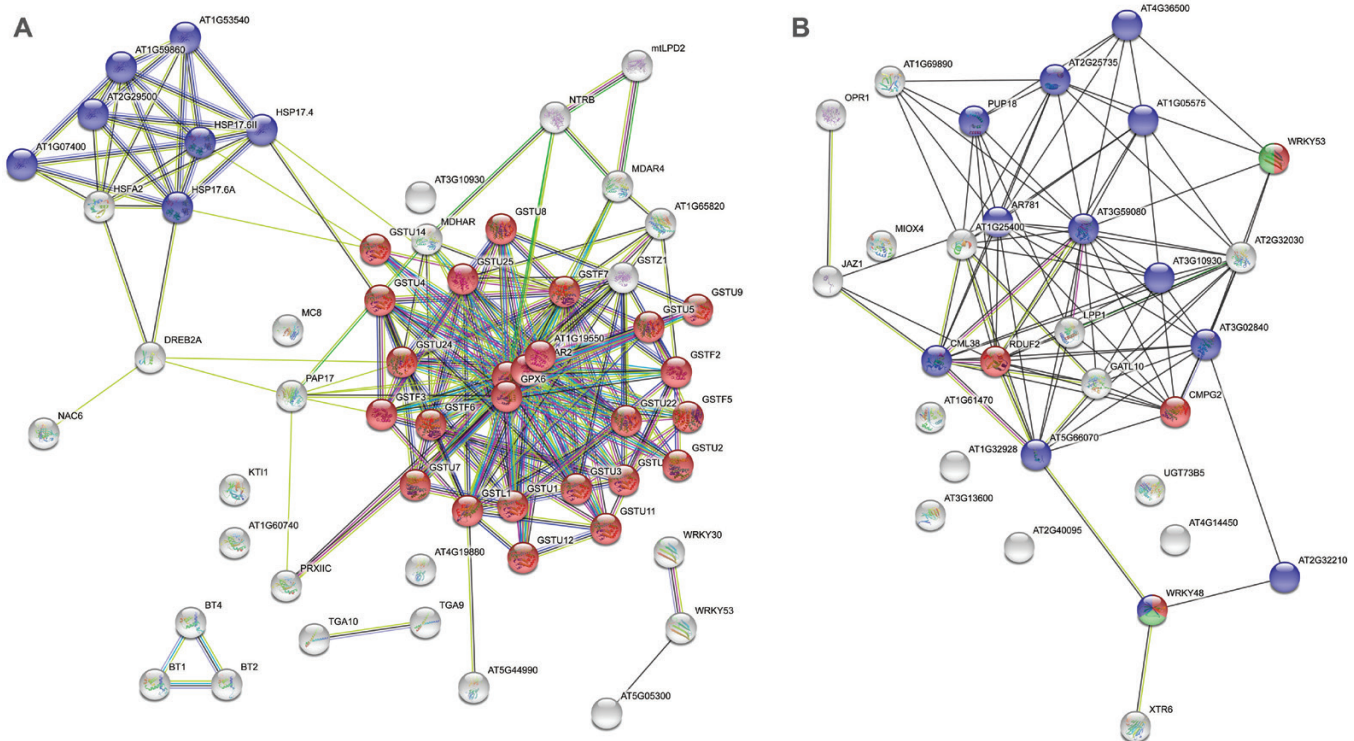 A
AT1G53540
AT1G59860
AT2G29500
HSP17.4
HSP17.6II
AT1G07400
HSFA2
HSP17.6A
mtLPD2
NTRB
MDAR4
AT3G10930
AT1G65820
GSTU8
MDHAR
GSTU14
GSTU25
GSTZ1
GSTF7
GSTU4
GSTU9
GSTU5
MC8
AT1G19550
DREB2A
GSTU24
AR2
GSTF2
GPX6
PAP17
GSTF3
GSTF6
GSTU22
GSTF5
NAC6
GSTU2
GSTU7
GSTU3
GSTU
KTI1
GSTL1
GSTU1
GSTU11
AT1G60740
GSTU12
WRKY30
AT4G19880
PRXIIC
BT4
TGA9
WRKY53
TGA10
BT1
BT2
AT5G44990
AT5G05300
B
AT4G36500
AT1G69890
AT2G25735
OPR1
PUP18
AT1G05575
WRKY53
AR781
AT3G59080
MIOX4
AT1G25400
AT2G32030
JAZ1
AT3G10930
LPP1
AT3G02840
CML38
RDUF2
GATL10
CMPG2
AT1G61470
AT5G66070
AT1G32928
UGT73B5
AT3G13600
AT2G40095
AT4G14450
AT2G32210
WRKY48
XTR6